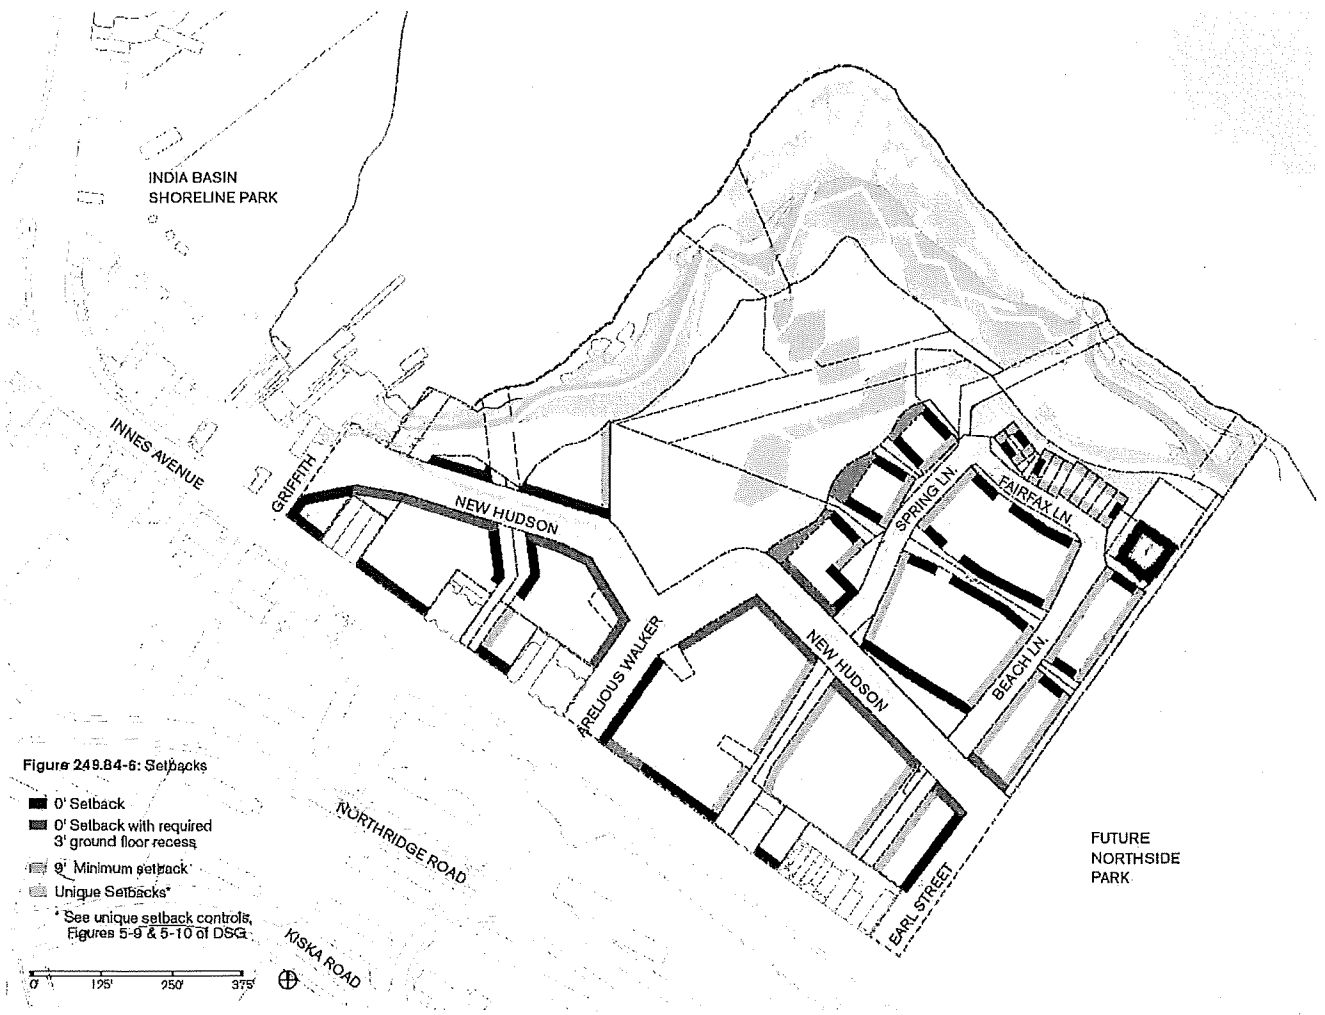 INDIA BASIN
SHORELINE PARK
INNES AVENUE
GRIFFITH
NEW HUDSON
SPRING LN.
FAIRFAX LN.
ARELIOUS WALKER
NEW HUDSON
BEACH LN.
EARL STREET
NORTHRIDGE ROAD
KISKA ROAD
FUTURE
NORTHSIDE
PARK
Figure 249.84-6: Setbacks
0' Setback
0' Setback with required
3' ground floor recess
9' Minimum setback
Unique Setbacks*
* See unique setback controls,
Figures 5-9 & 5-10 of DSG
0' 125' 250' 375'